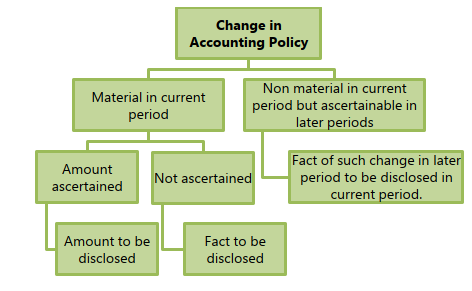 Change in
Accounting Policy
Material in current
period
Non material in current
period but ascertainable in
later periods
Amount
ascertained
Not ascertained
Fact of such change in later
period to be disclosed in
current period.
Amount to be
disclosed
Fact to be
disclosed